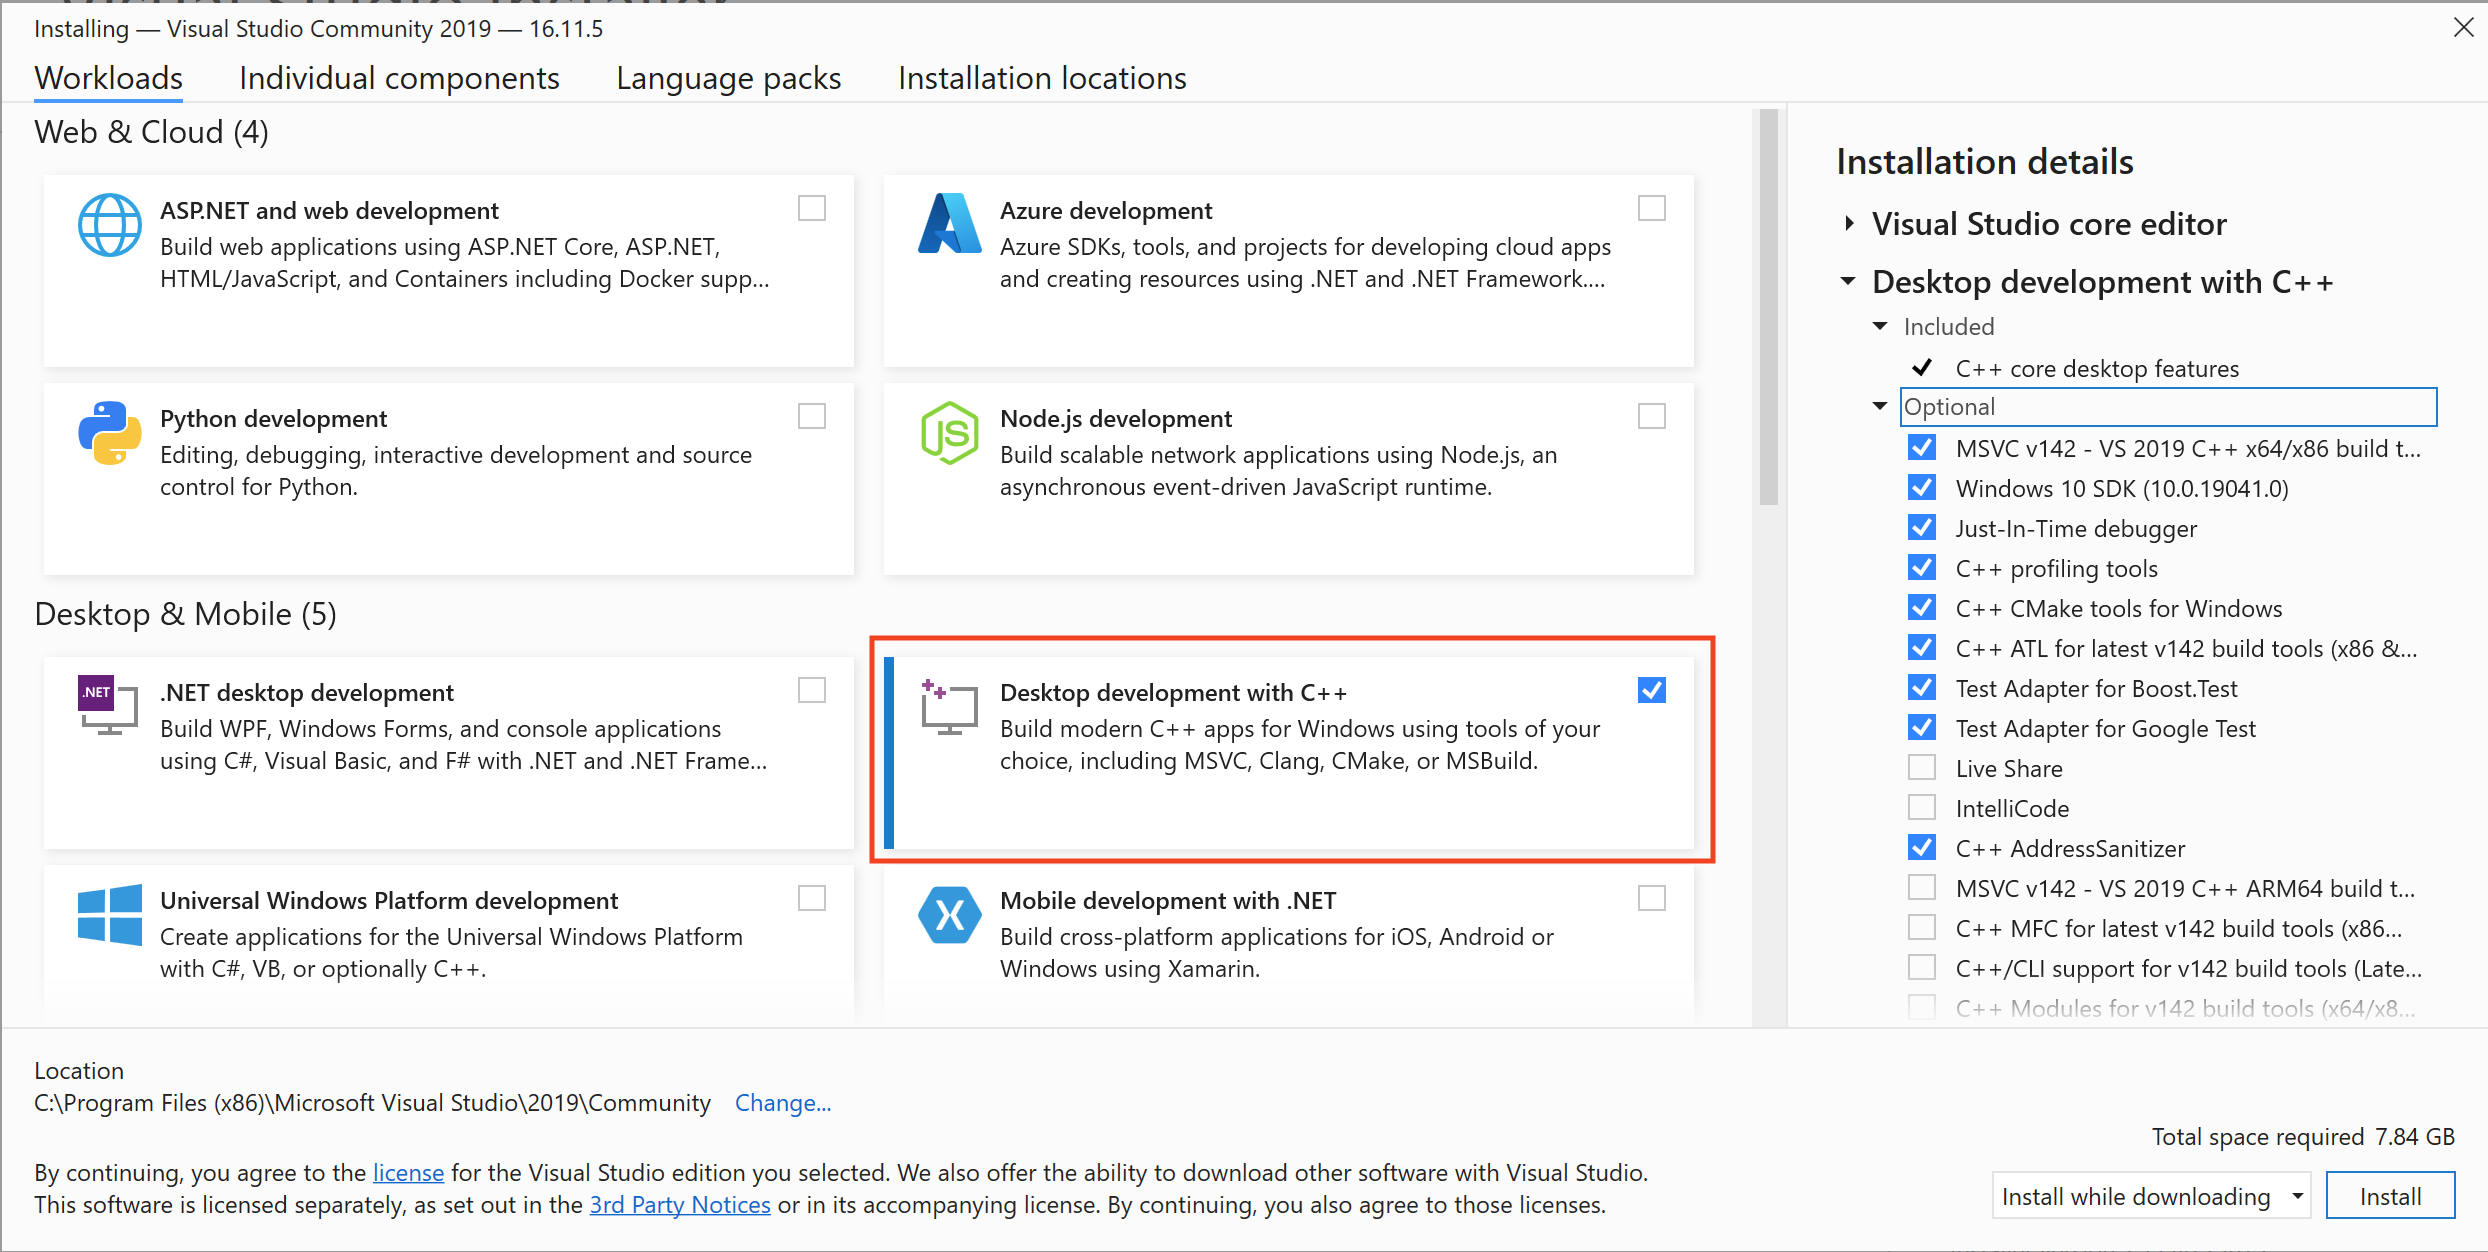 Installing — Visual Studio Community 2019 — 16.11.5
Workloads
Individual components
Language packs
Installation locations
Web & Cloud (4)
ASP.NET and web development
Build web applications using ASP.NET Core, ASP.NET,
HTML/JavaScript, and Containers including Docker supp...
Azure development
Azure SDKs, tools, and projects for developing cloud apps
and creating resources using .NET and .NET Framework....
Python development
Editing, debugging, interactive development and source
control for Python.
JS
Node.js development
Build scalable network applications using Node.js, an
asynchronous event-driven JavaScript runtime.
Desktop & Mobile (5)
.NET
.NET desktop development
Build WPF, Windows Forms, and console applications
using C#, Visual Basic, and F# with .NET and .NET Frame...
Desktop development with C++
Build modern C++ apps for Windows using tools of your
choice, including MSVC, Clang, CMake, or MSBuild.
Universal Windows Platform development
Create applications for the Universal Windows Platform
with C#, VB, or optionally C++.
Mobile development with .NET
Build cross-platform applications for iOS, Android or
Windows using Xamarin.
Installation details
Visual Studio core editor
Desktop development with C++
Included
C++ core desktop features
Optional
MSVC v142 - VS 2019 C++ x64/x86 build t...
Windows 10 SDK (10.0.19041.0)
Just-In-Time debugger
C++ profiling tools
C++ CMake tools for Windows
C++ ATL for latest v142 build tools (x86 &...
Test Adapter for Boost.Test
Test Adapter for Google Test
Live Share
IntelliCode
C++ AddressSanitizer
MSVC v142 - VS 2019 C++ ARM64 build t...
C++ MFC for latest v142 build tools (x86...
C++/CLI support for v142 build tools (Late...
C++ Modules for v142 build tools (x64/x8...
Location
C:\Program Files (x86)\Microsoft Visual Studio\2019\Community Change...
Total space required 7.84 GB
By continuing, you agree to the license for the Visual Studio edition you selected. We also offer the ability to download other software with Visual Studio.
This software is licensed separately, as set out in the 3rd Party Notices or in its accompanying license. By continuing, you also agree to those licenses.
Install while downloading
Install